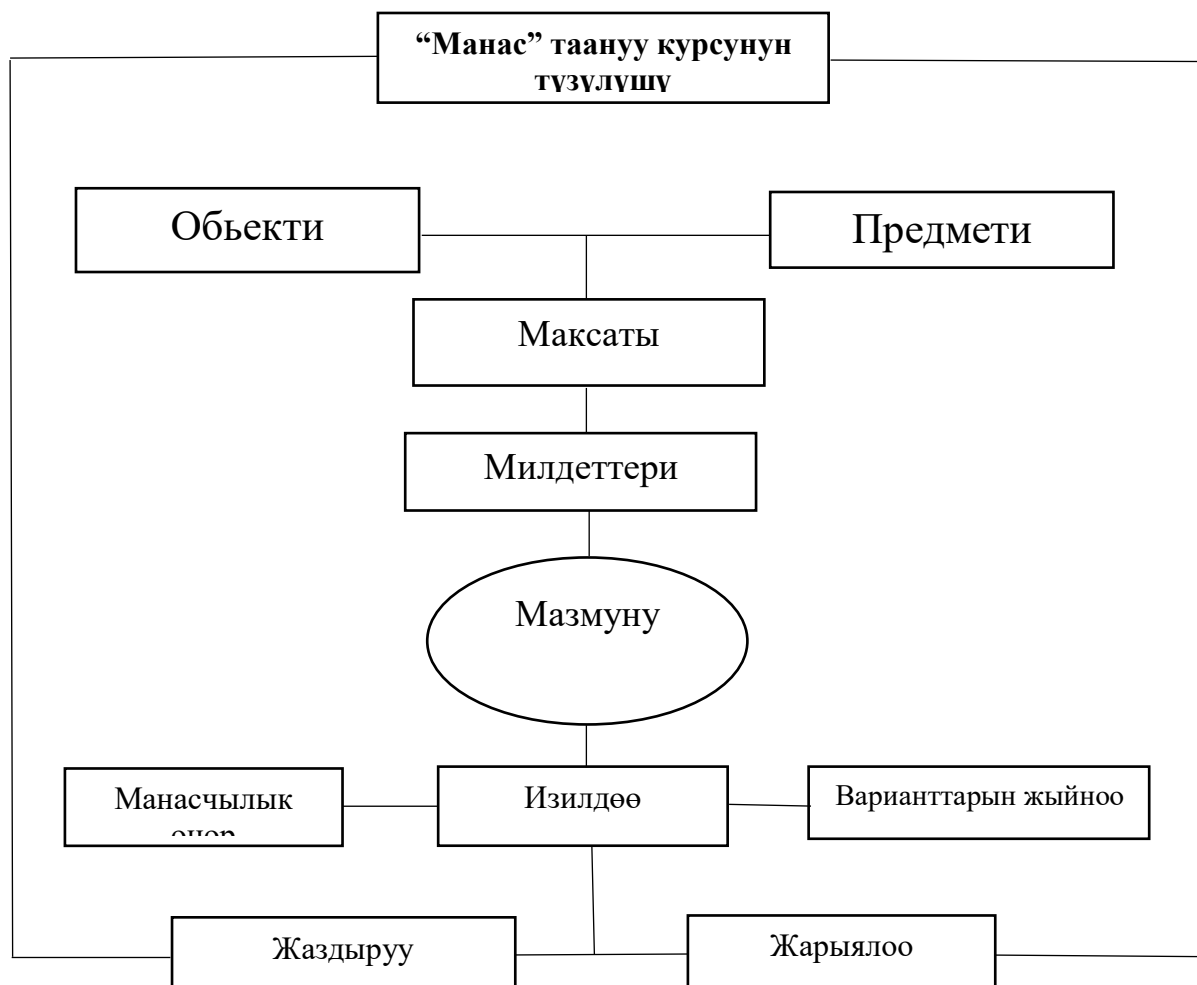 “Манас” таануу курсунун
түзүлүшү
Обьекти
Предмети
Максаты
Милдеттери
Мазмуну
Манасчылык
Изилдөө
Варианттарын жыйноо
Жаздыруу
Жарыялоо